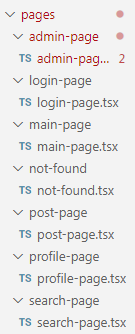 pages
admin-page
TS admin-pag... 2
login-page
TS login-page.tsx
main-page
TS main-page.tsx
not-found
TS not-found.tsx
post-page
TS post-page.tsx
profile-page
TS profile-page.tsx
search-page
TS search-page.tsx